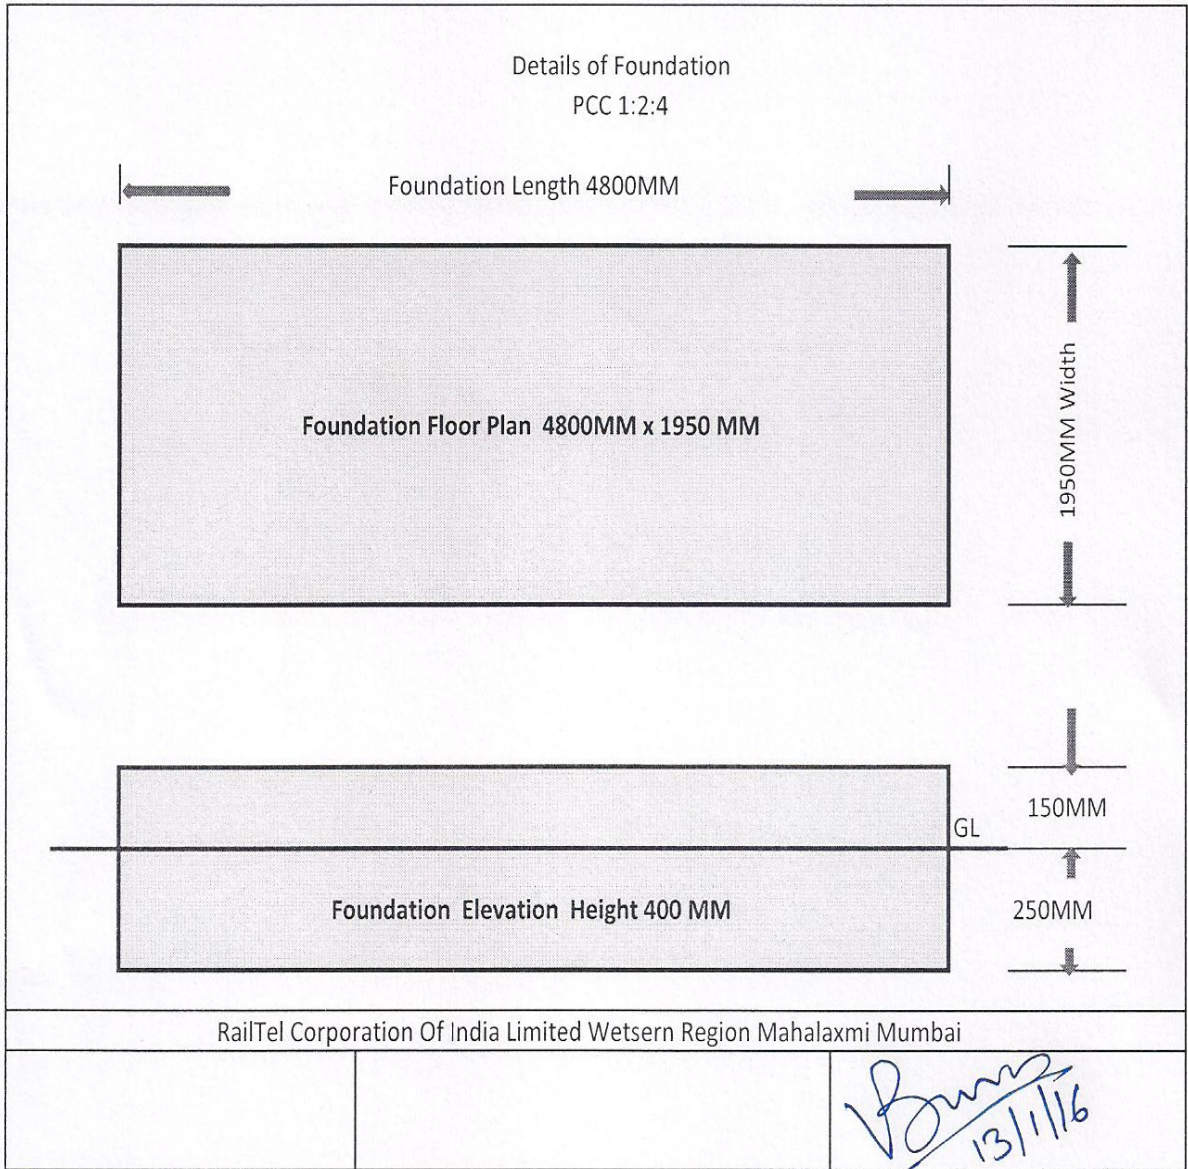 Details of Foundation
PCC 1:2:4
Foundation Length 4800MM
Foundation Floor Plan 4800MM x 1950 MM
1950MM Width
150MM
GL
Foundation Elevation Height 400 MM
250MM
RailTel Corporation Of India Limited Wetsern Region Mahalaxmi Mumbai
13/1/16